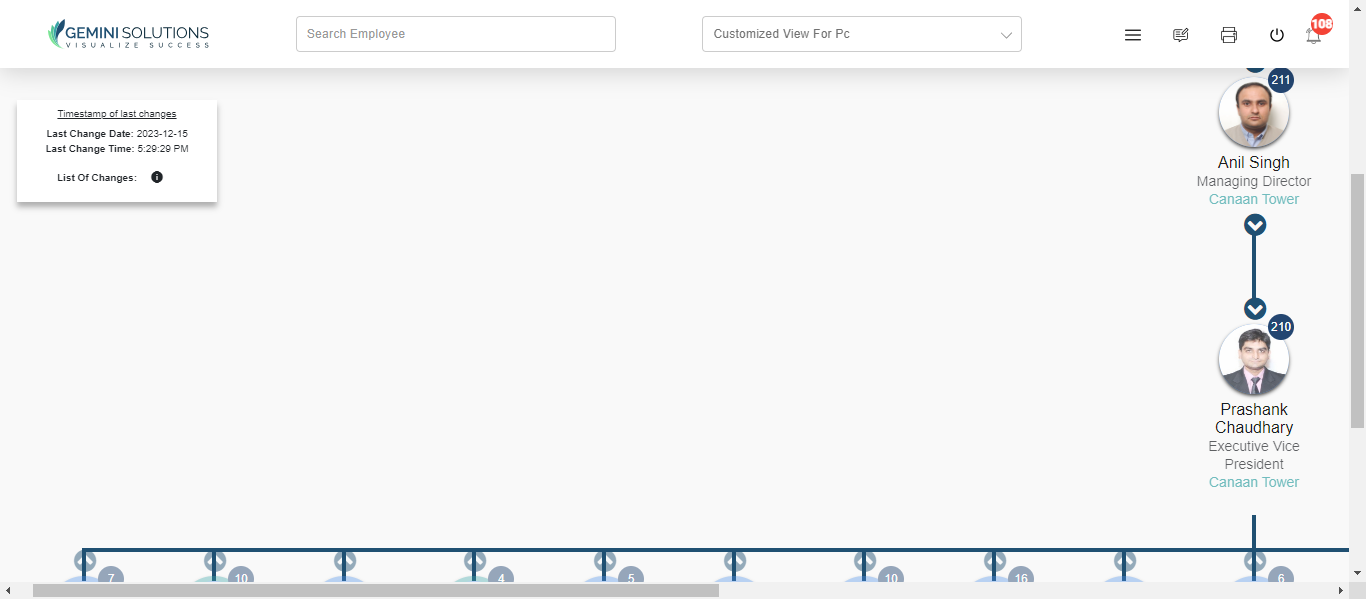 GEMINI SOLUTIONS
VISUALIZE SUCCESS
Search Employee
Customized View For Pc
108
Timestamp of last changes
Last Change Date: 2023-12-15
Last Change Time: 5:29:29 PM
List Of Changes:
211
Anil Singh
Managing Director
Canaan Tower
210
Prashank
Chaudhary
Executive Vice
President
Canaan Tower
7
10
4
5
10
16
6